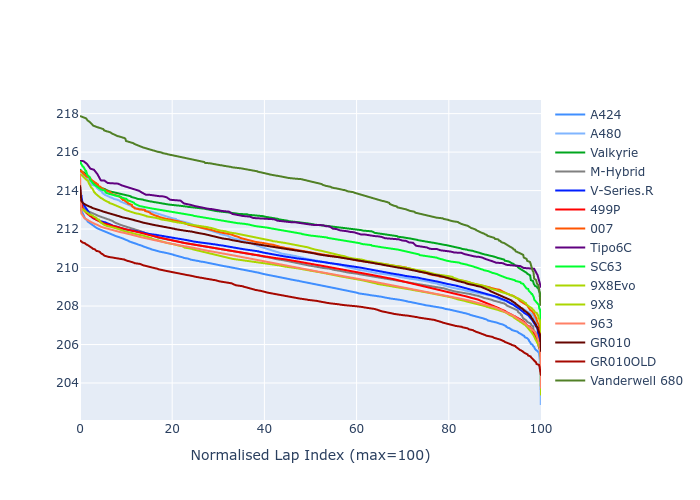 218
216
214
212
210
208
206
204
0 20 40 60 80 100
Normalised Lap Index (max=100)
A424
A480
Valkyrie
M-Hybrid
V-Series.R
499P
007
Tipo6C
SC63
9X8Evo
9X8
963
GR010
GR010OLD
Vanderwell 680